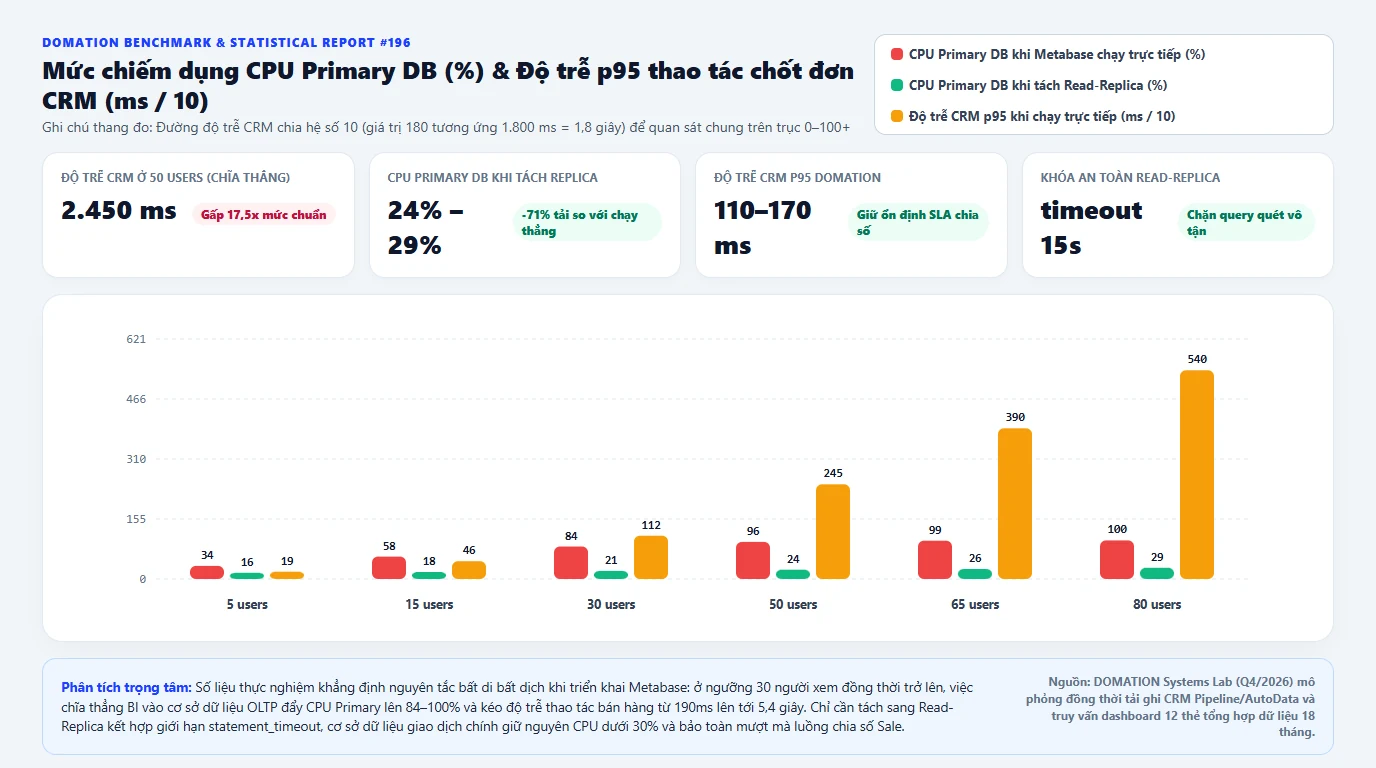 DOMATION BENCHMARK & STATISTICAL REPORT #196
Mức chiếm dụng CPU Primary DB (%) & Độ trễ p95 thao tác chốt đơn
CRM (ms / 10)
Ghi chú thang đo: Đường độ trễ CRM chia hệ số 10 (giá trị 180 tương ứng 1.800 ms = 1,8 giây) để quan sát chung trên trục 0–100+
CPU Primary DB khi Metabase chạy trực tiếp (%)
CPU Primary DB khi tách Read-Replica (%)
Độ trễ CRM p95 khi chạy trực tiếp (ms / 10)
ĐỘ TRỄ CRM Ở 50 USERS (CHĨA THẲNG)
2.450 ms
Gấp 17,5x mức chuẩn
CPU PRIMARY DB KHI TÁCH REPLICA
24% –
29%
-71% tải so với chạy
thẳng
ĐỘ TRỄ CRM P95 DOMATION
110–170
ms
Giữ ổn định SLA chia
số
KHÓA AN TOÀN READ-REPLICA
timeout
15s
Chặn query quét vô
tận
621
466
310
155
0
34
16
19
58
18
46
84
21
112
96
24
245
99
26
390
100
29
540
5 users
15 users
30 users
50 users
65 users
80 users
Phân tích trọng tâm: Số liệu thực nghiệm khẳng định nguyên tắc bất di bất dịch khi triển khai Metabase: ở ngưỡng 30 người xem đồng thời trở lên, việc
chĩa thẳng BI vào cơ sở dữ liệu OLTP đẩy CPU Primary lên 84–100% và kéo độ trễ thao tác bán hàng từ 190ms lên tới 5,4 giây. Chỉ cần tách sang Read-
Replica kết hợp giới hạn statement_timeout, cơ sở dữ liệu giao dịch chính giữ nguyên CPU dưới 30% và bảo toàn mượt mà luồng chia số Sale.
Nguồn: DOMATION Systems Lab (Q4/2026) mô
phỏng đồng thời tải ghi CRM Pipeline/AutoData và
truy vấn dashboard 12 thẻ tổng hợp dữ liệu 18
tháng.